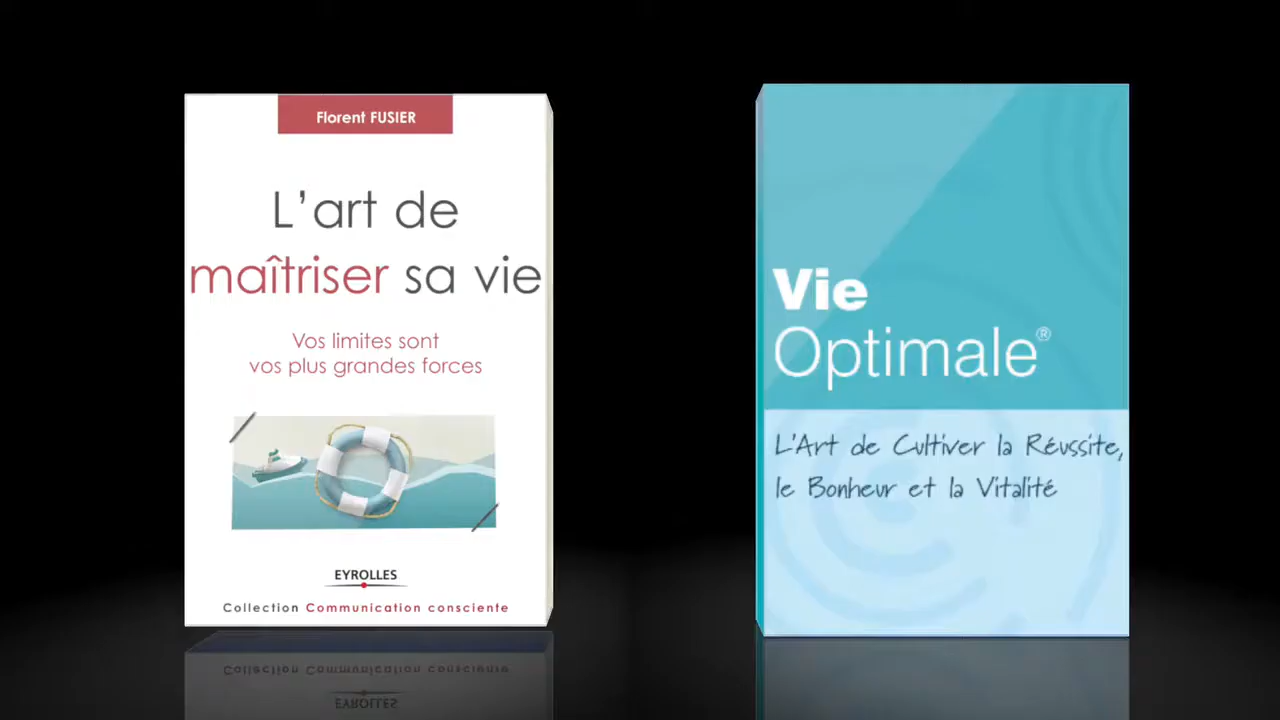 Florent FUSIER
L'art de
maîtriser sa vie
Vos limites sont
vos plus grandes forces
EYROLLES
Collection Communication consciente
Vie
Optimale®
L'Art de Cultiver la Réussite,
le Bonheur et la Vitalité